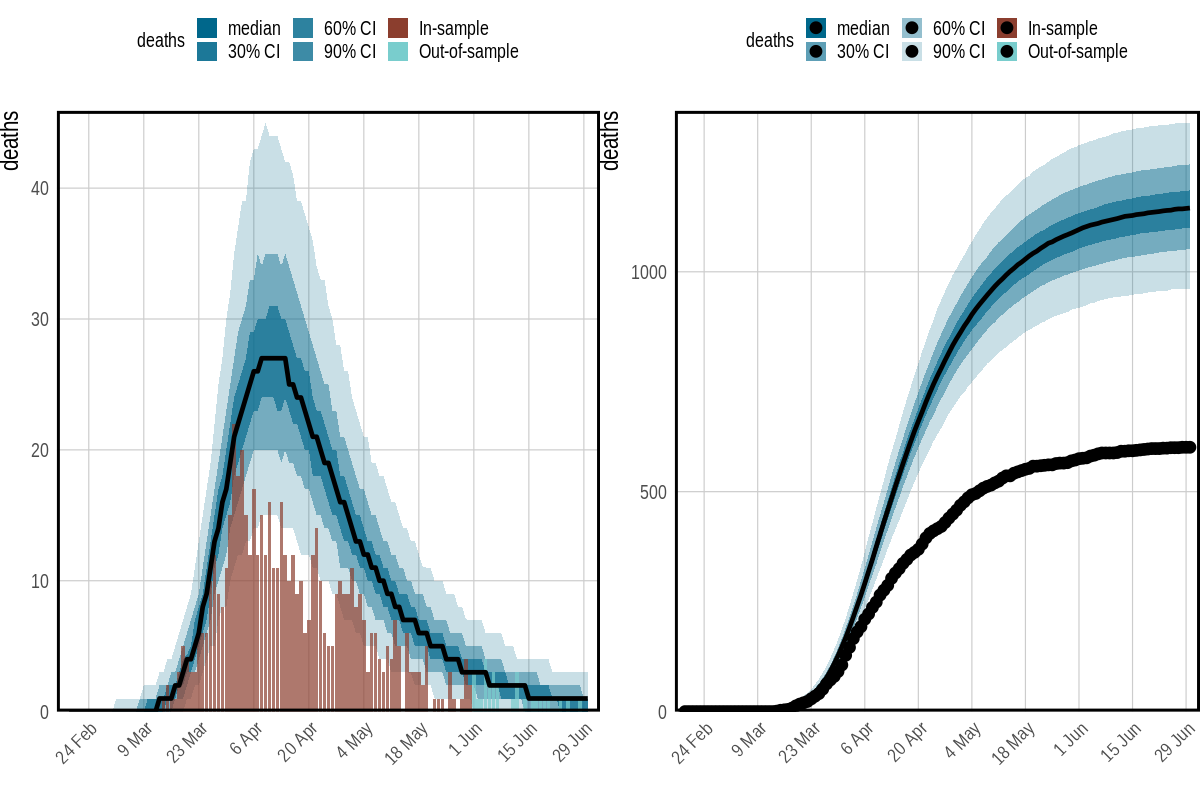 deaths median 60% CI In-sample
30% CI 90% CI Out-of-sample
deaths median 60% CI In-sample
30% CI 90% CI Out-of-sample
deaths
40
30
20
10
0
24 Feb 9 Mar 23 Mar 6 Apr 20 Apr 4 May 18 May 1 Jun 15 Jun 29 Jun
deaths
1000
500
0
24 Feb 9 Mar 23 Mar 6 Apr 20 Apr 4 May 18 May 1 Jun 15 Jun 29 Jun